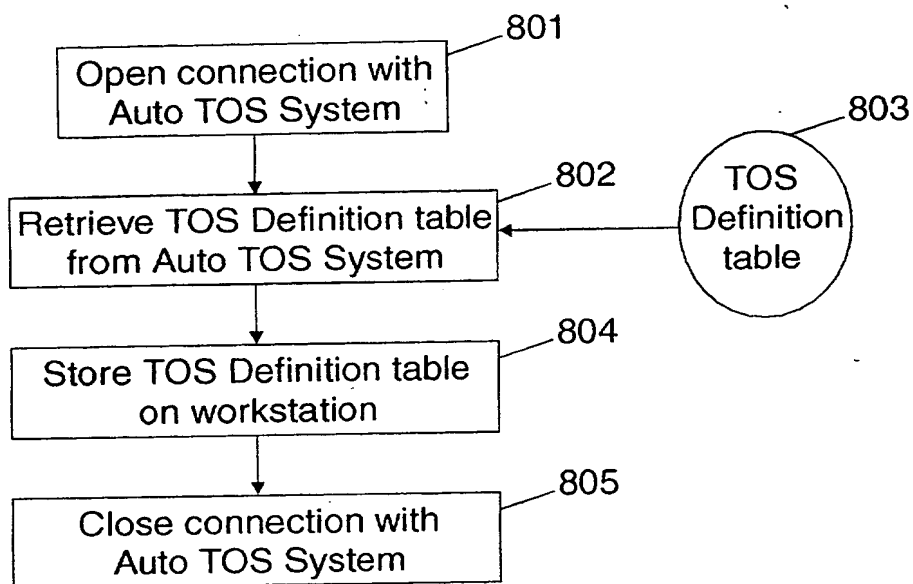 801
Open connection with
Auto TOS System
802
Retrieve TOS Definition table
from Auto TOS System
803
TOS
Definition
table
804
Store TOS Definition table
on workstation
805
Close connection with
Auto TOS System